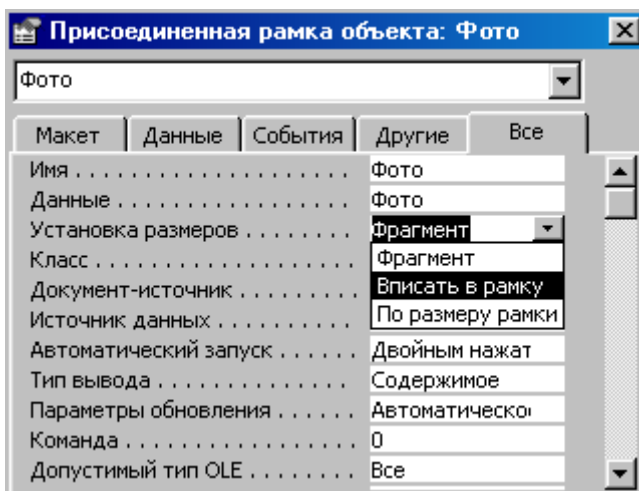 Присоединенная рамка объекта: Фото
Фото
Макет Данные События Другие Все
Имя . . . . . . . . . . . . . . . . . . . . Фото
Данные . . . . . . . . . . . . . . . . . Фото
Установка размеров . . . . . . . . Фрагмент
Класс . . . . . . . . . . . . . . . . . . . Фрагмент
Документ-источник . . . . . . . . . Вписать в рамку
Источник данных . . . . . . . . . . По размеру рамки
Автоматический запуск . . . . . . Двойным нажат
Тип вывода . . . . . . . . . . . . . . . Содержимое
Параметры обновления . . . . . . Автоматическо
Команда . . . . . . . . . . . . . . . . . 0
Допустимый тип OLE . . . . . . . . Все